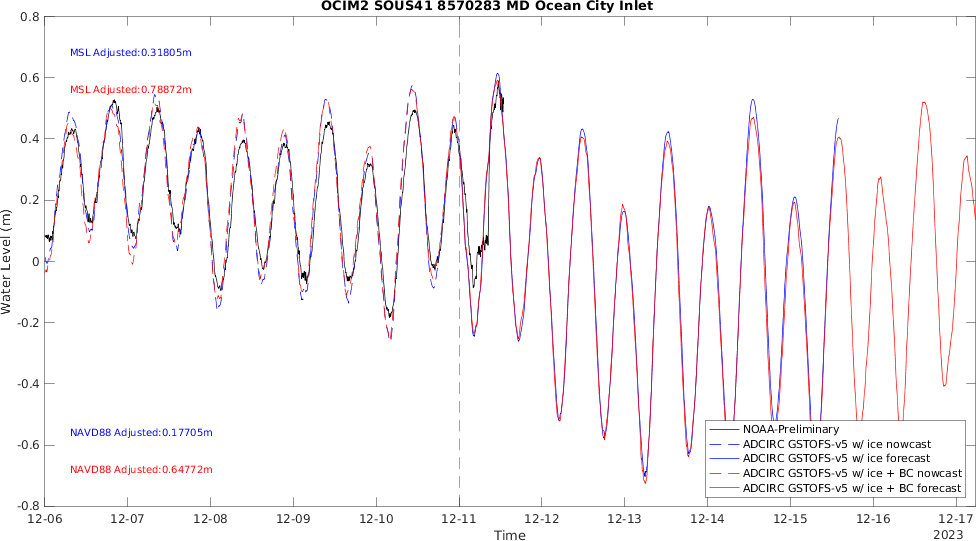 OCIM2 SOUS41 8570283 MD Ocean City Inlet
0.8
MSL Adjusted:0.31805m
0.6
MSL Adjusted:0.78872m
0.4
0.2
0
-0.2
-0.4
NAVD88 Adjusted:0.17705m
-0.6
NAVD88 Adjusted:0.64772m
-0.8
Water Level (m)
NOAA-Preliminary
ADCIRC GSTOFS-v5 w/ ice nowcast
ADCIRC GSTOFS-v5 w/ ice forecast
ADCIRC GSTOFS-v5 w/ ice + BC nowcast
ADCIRC GSTOFS-v5 w/ ice + BC forecast
12-06 12-07 12-08 12-09 12-10 12-11 12-12 12-13 12-14 12-15 12-16 12-17
Time
2023